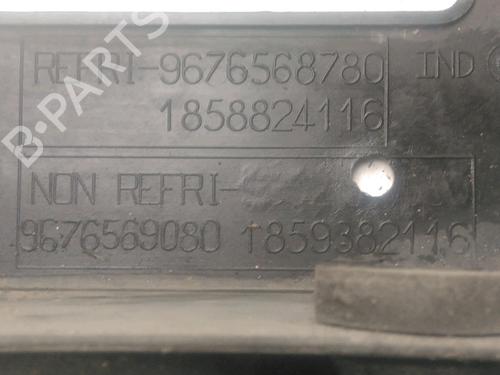 REFRI-9676568780 IND
1858824116
NON REFRI-
9676569080 1859382116
B-PARTS